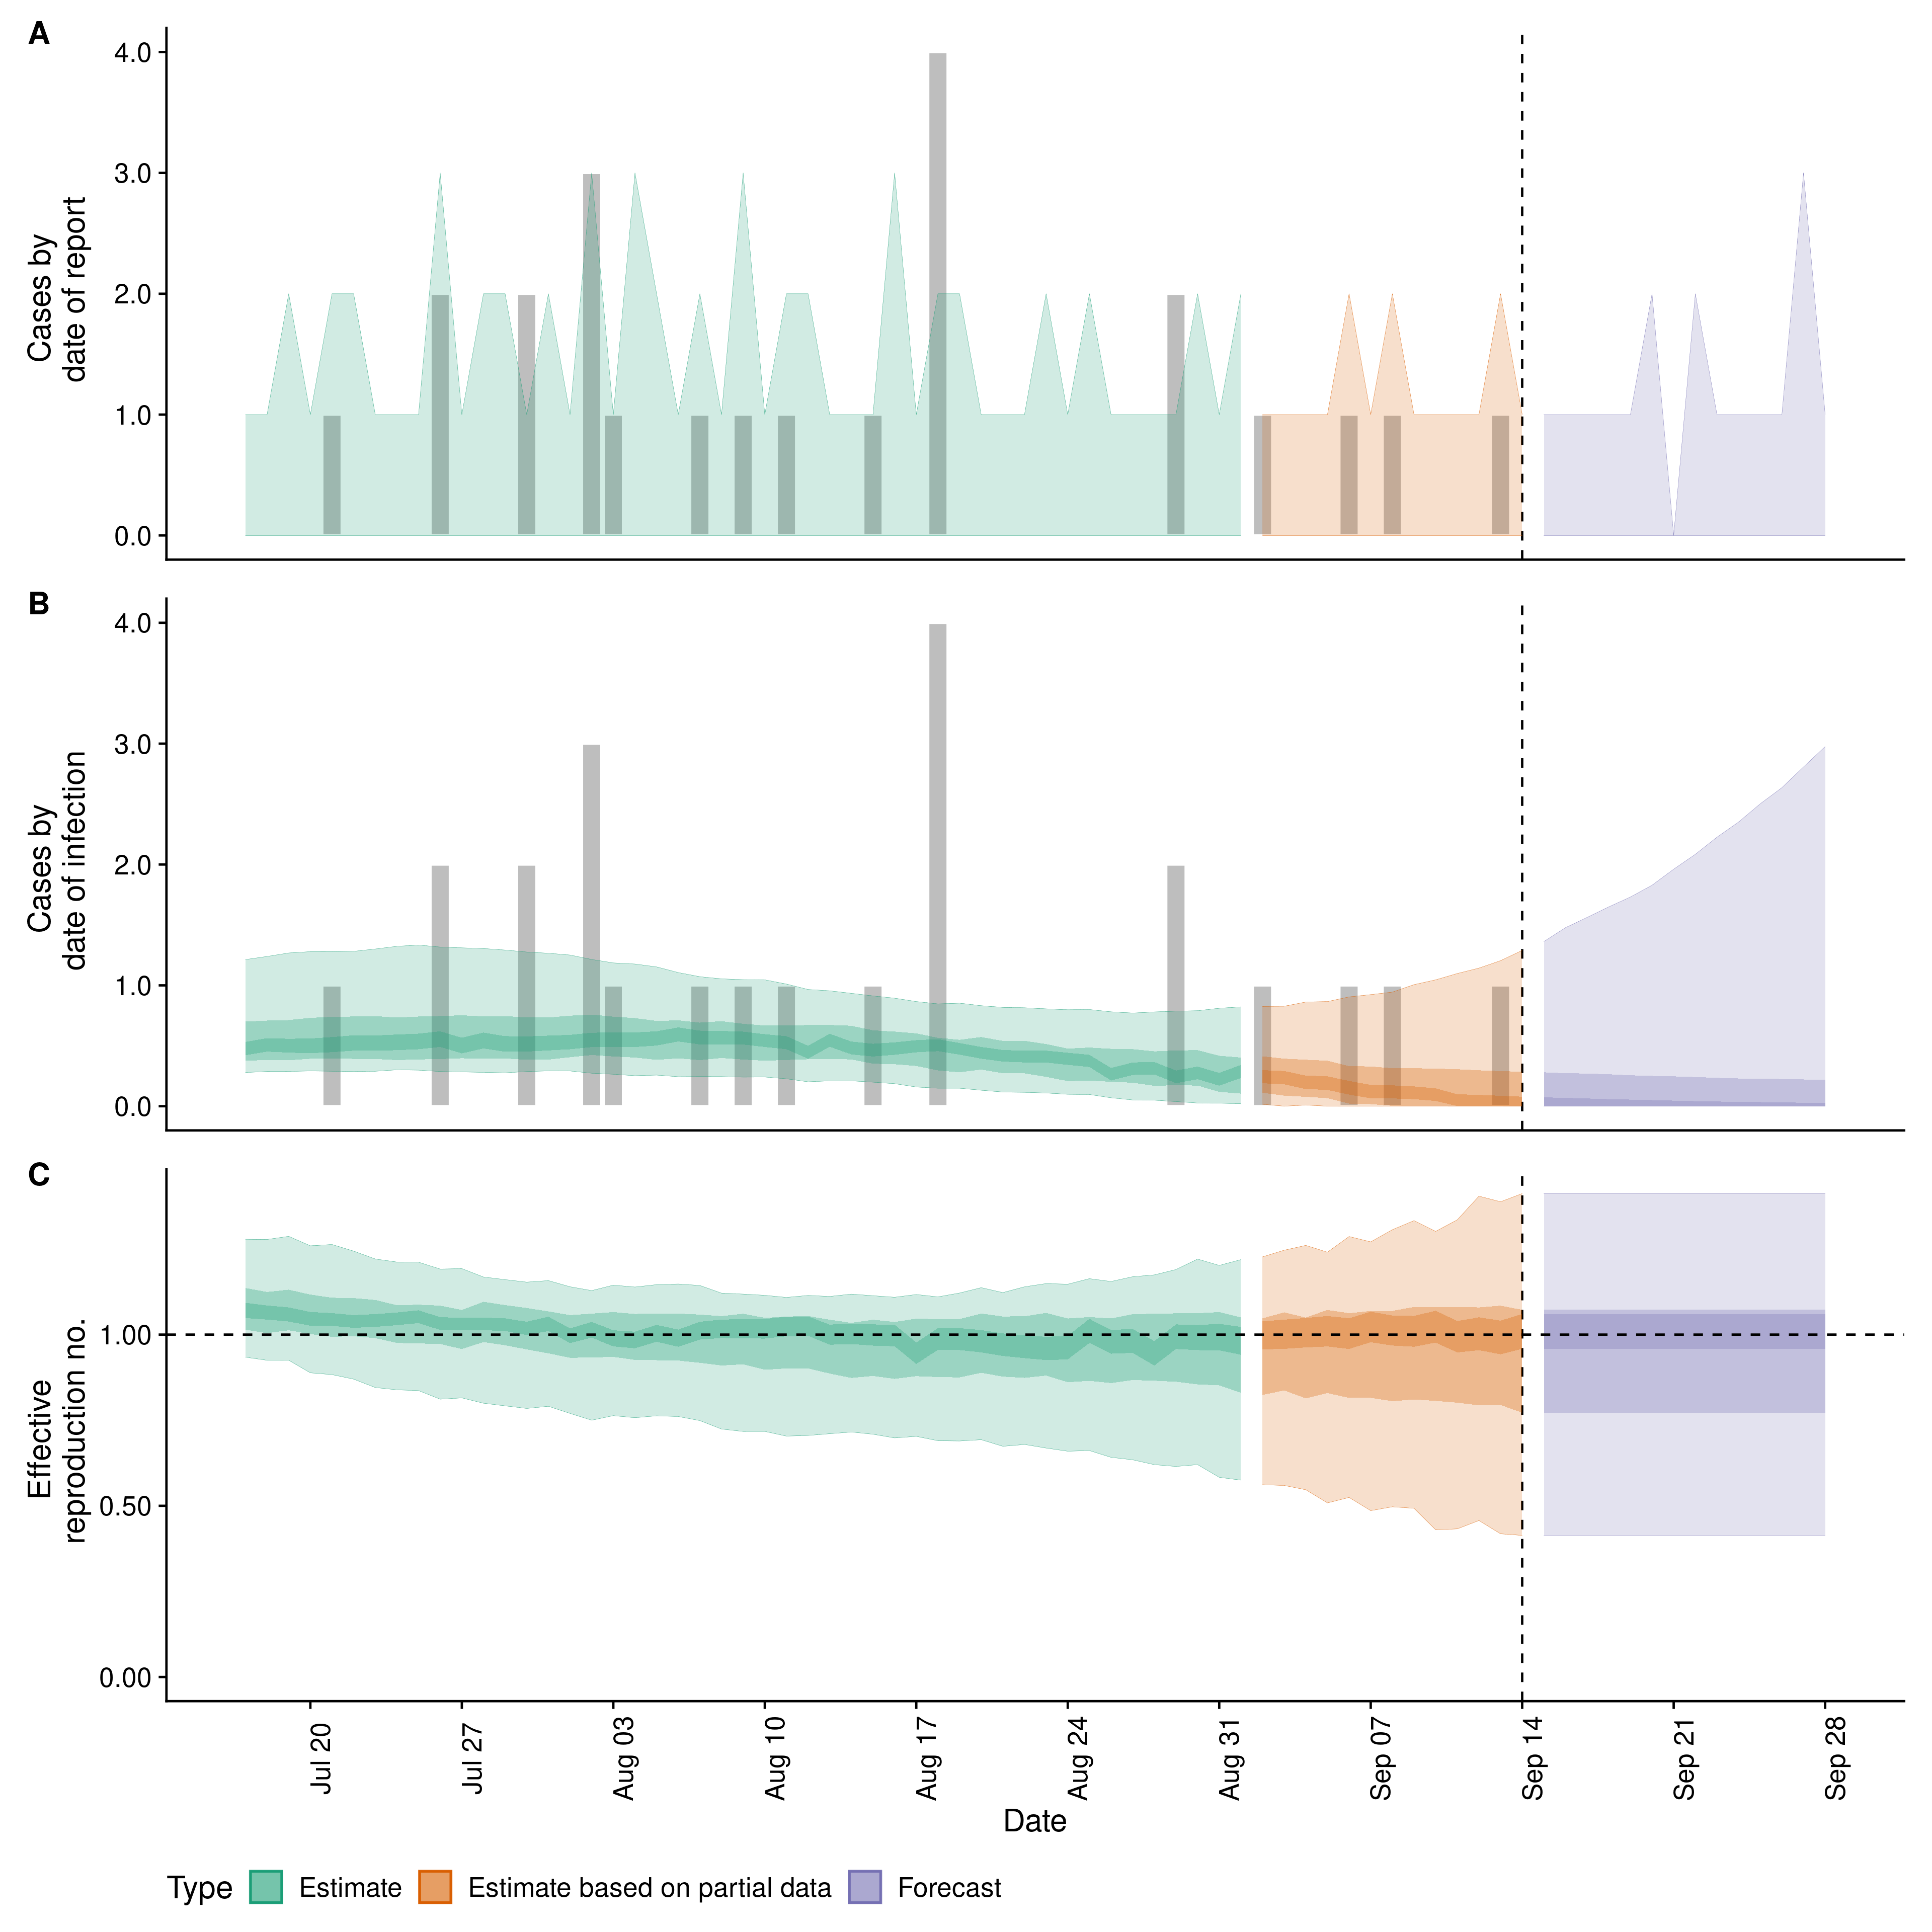 A
Cases by
date of report
4.0
3.0
2.0
1.0
0.0
B
Cases by
date of infection
4.0
3.0
2.0
1.0
0.0
C
Effective
reproduction no.
1.00
0.50
0.00
Jul 20
Jul 27
Aug 03
Aug 10
Aug 17
Aug 24
Aug 31
Sep 07
Sep 14
Sep 21
Sep 28
Date
Type Estimate Estimate based on partial data Forecast